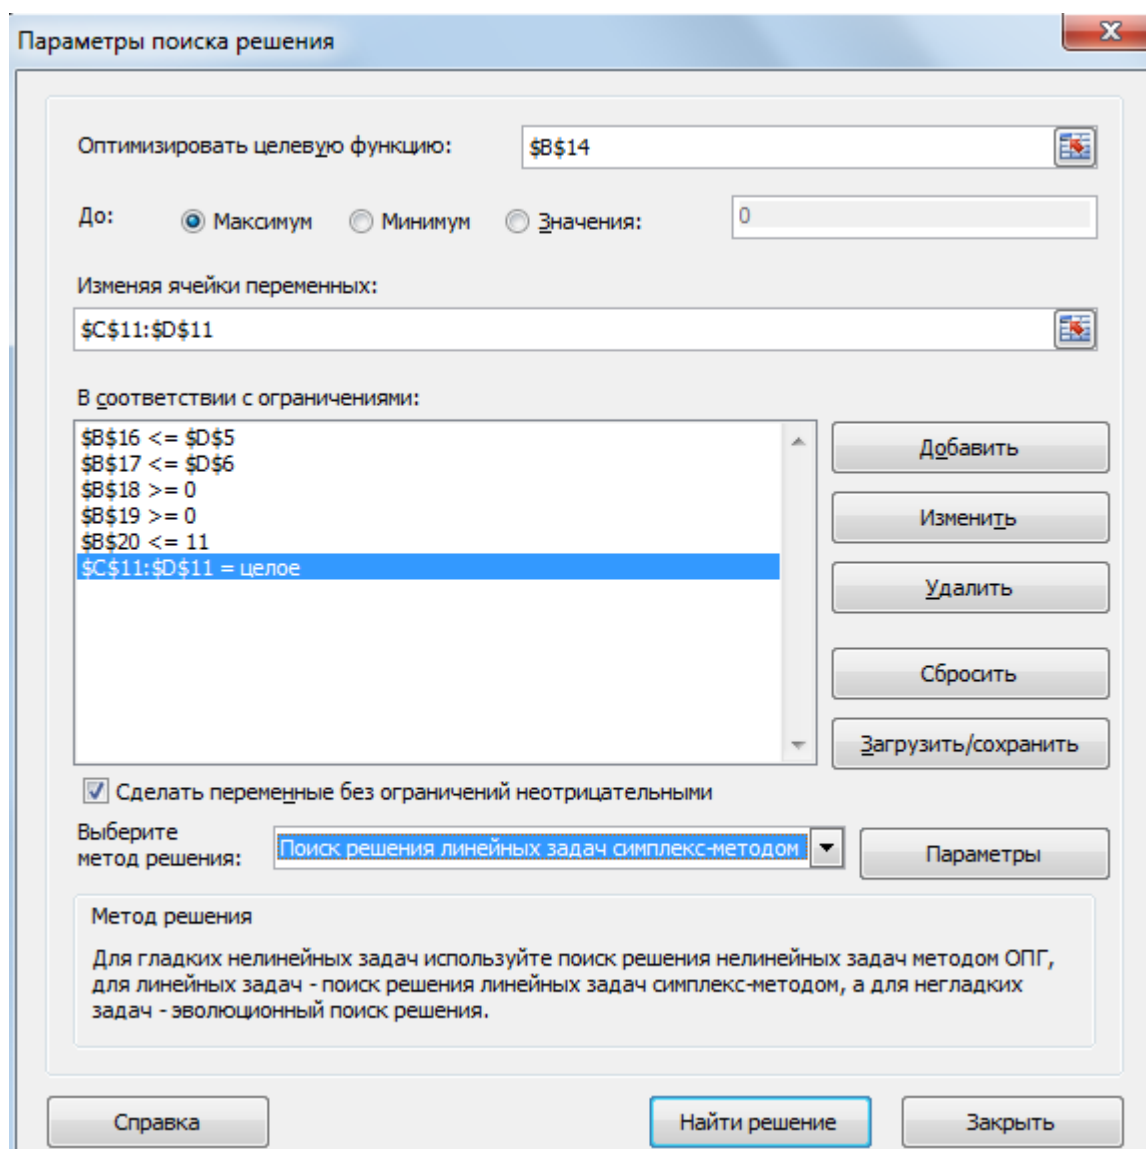 Параметры поиска решения
Оптимизировать целевую функцию:
$B$14
До:
Максимум
Минимум
Значения:
0
Изменяя ячейки переменных:
$C$11:$D$11
В соответствии с ограничениями:
$B$16 <= $D$5
$B$17 <= $D$6
$B$18 >= 0
$B$19 >= 0
$B$20 <= 11
$C$11:$D$11 = целое
Добавить
Изменить
Удалить
Сбросить
Загрузить/сохранить
Сделать переменные без ограничений неотрицательными
Выберите
метод решения:
Поиск решения линейных задач симплекс-методом
Параметры
Метод решения
Для гладких нелинейных задач используйте поиск решения нелинейных задач методом ОПГ,
для линейных задач - поиск решения линейных задач симплекс-методом, а для негладких
задач - эволюционный поиск решения.
Справка
Найти решение
Закрыть